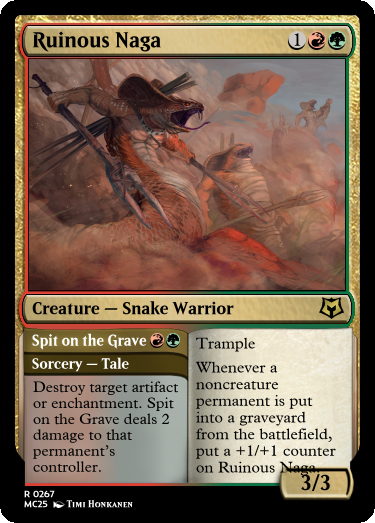 Ruinous Naga 1
Creature — Snake Warrior
Spit on the Grave
Sorcery — Tale
Destroy target artifact
or enchantment. Spit
on the Grave deals 2
damage to that
permanent's
controller.
Trample
Whenever a
noncreature
permanent is put
into a graveyard
from the battlefield,
put a +1/+1 counter
on Ruinous Naga.
3/3
R 0267
MC25 Timi Honkanen